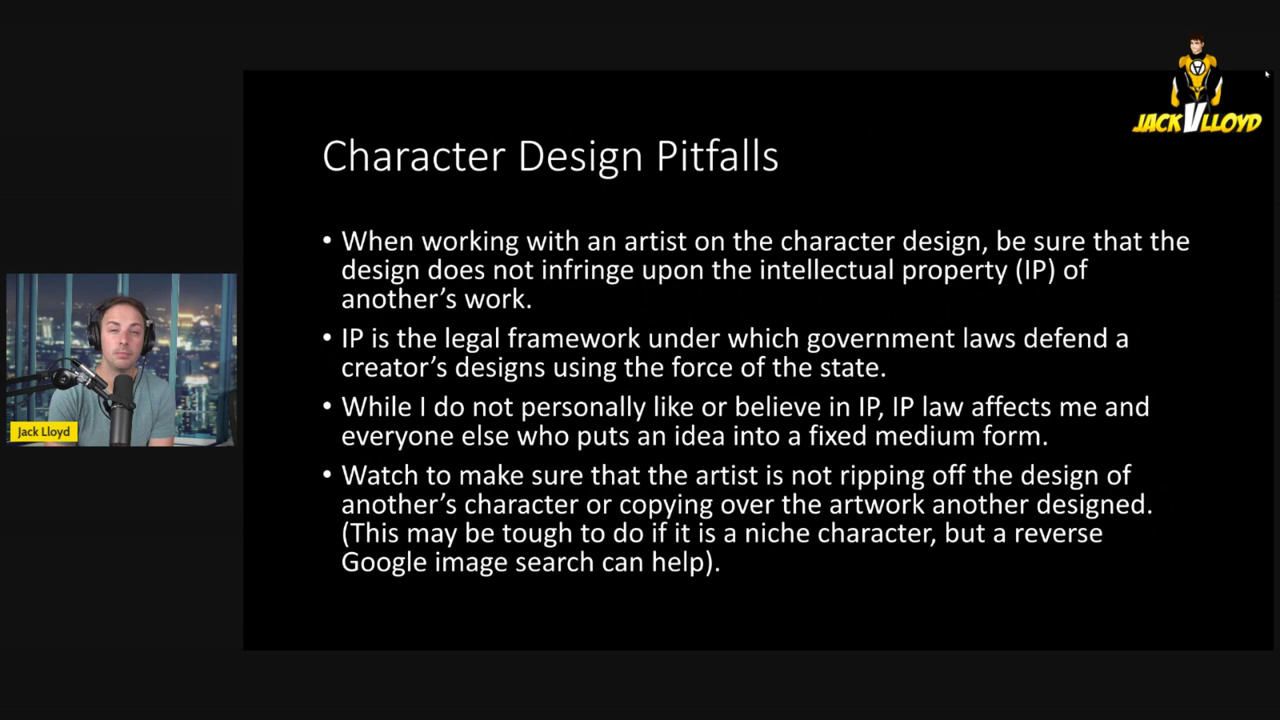 JACK V LLOYD
Character Design Pitfalls
• When working with an artist on the character design, be sure that the
design does not infringe upon the intellectual property (IP) of
another’s work.
• IP is the legal framework under which government laws defend a
creator’s designs using the force of the state.
• While I do not personally like or believe in IP, IP law affects me and
everyone else who puts an idea into a fixed medium form.
• Watch to make sure that the artist is not ripping off the design of
another’s character or copying over the artwork another designed.
(This may be tough to do if it is a niche character, but a reverse
Google image search can help).
Jack Lloyd